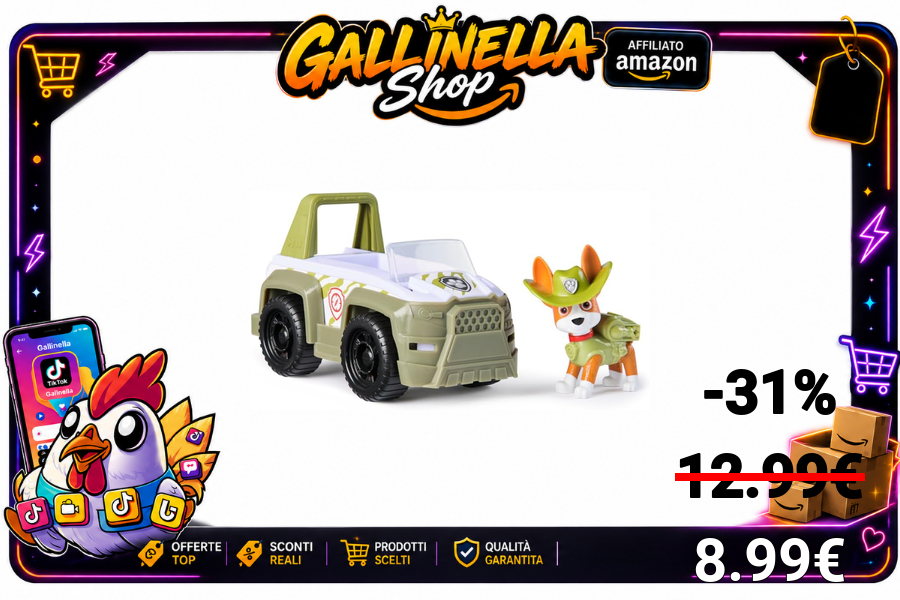 GALLINELLA
Shop
AFFILIATO
amazon
Gallinella
TikTok
Gallinella
-31%
12.99€
8.99€
OFFERTE
TOP
SCONTI
REALI
PRODOTTI
SCELTI
QUALITÀ
GARANTITA